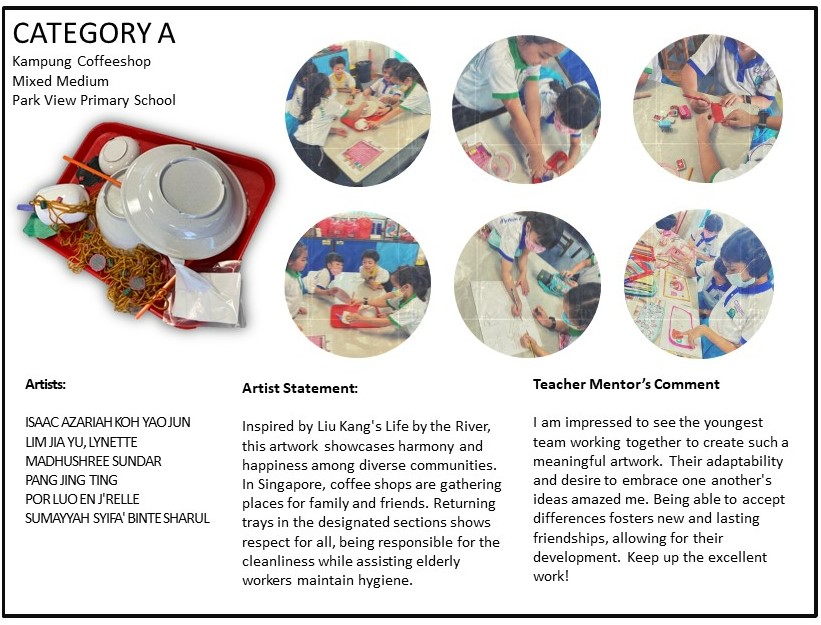 CATEGORY A
Kampung Coffeeshop
Mixed Medium
Park View Primary School
Artists:
ISAAC AZARIAH KOH YAO JUN
LIM JIA YU, LYNETTE
MADHUSHREE SUNDAR
PANG JING TING
POR LUO EN J'RELLE
SUMAYYAH SYIFA' BINTE SHARUL
Artist Statement:
Inspired by Liu Kang's Life by the River,
this artwork showcases harmony and
happiness among diverse communities.
In Singapore, coffee shops are gathering
places for family and friends. Returning
trays in the designated sections shows
respect for all, being responsible for the
cleanliness while assisting elderly
workers maintain hygiene.
Teacher Mentor’s Comment
I am impressed to see the youngest
team working together to create such a
meaningful artwork. Their adaptability
and desire to embrace one another's
ideas amazed me. Being able to accept
differences fosters new and lasting
friendships, allowing for their
development. Keep up the excellent
work!